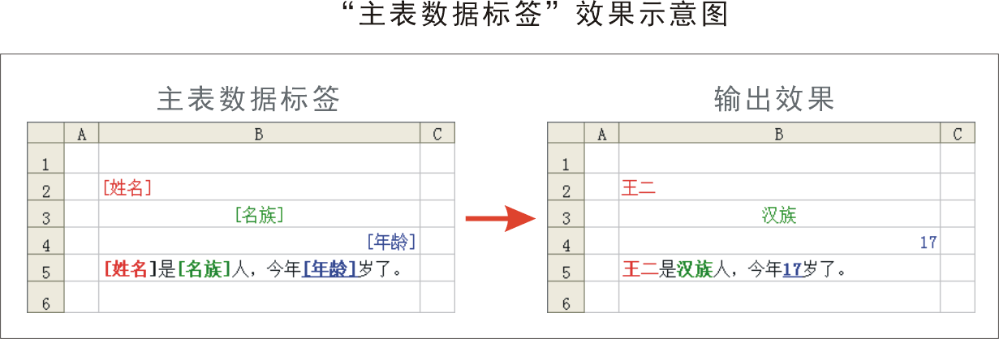 “主表数据标签”效果示意图
主表数据标签
A B C
1
2 [姓名]
3 [名族]
4 [年龄]
5 [姓名]是[名族]人，今年[年龄]岁了。
6
输出效果
A B C
1
2 王二
3 汉族
4 17
5 王二是汉族人，今年17岁了。
6